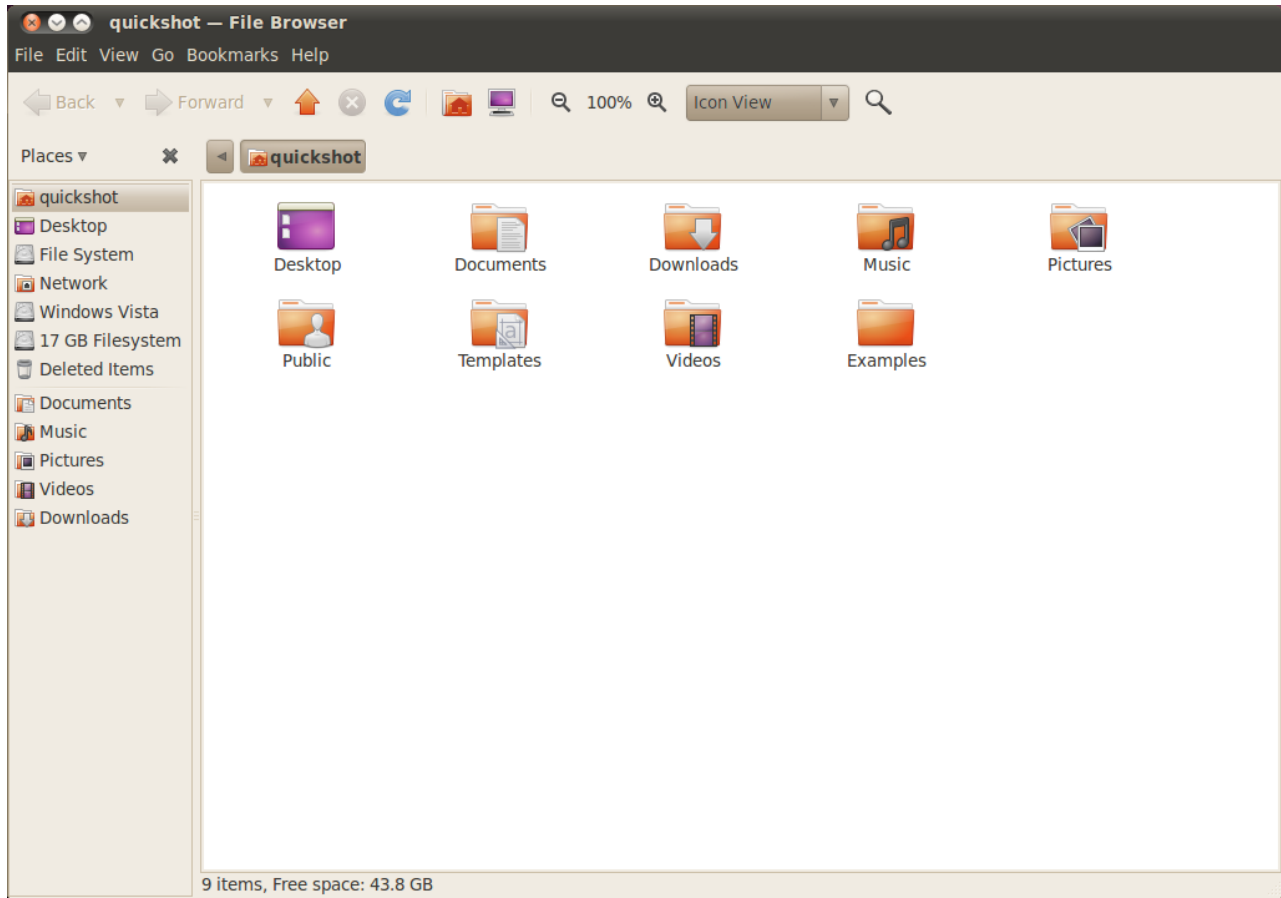 quickshot — File Browser
File Edit View Go Bookmarks Help
Back Forward 100% Icon View
Places quickshot
quickshot
Desktop
File System
Network
Windows Vista
17 GB Filesystem
Deleted Items
Documents
Music
Pictures
Videos
Downloads
Desktop Documents Downloads Music Pictures
Public Templates Videos Examples
9 items, Free space: 43.8 GB